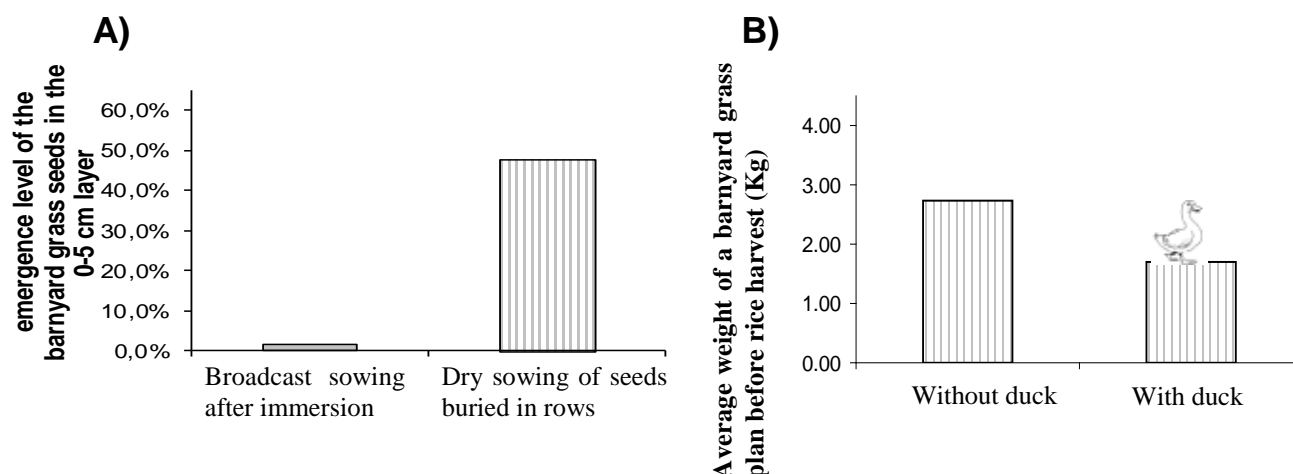 A)
emergence level of the
barnyard grass seeds in the
0-5 cm layer
60,0%
50,0%
40,0%
30,0%
20,0%
10,0%
0,0%
Broadcast sowing
after immersion
Dry sowing of seeds
buried in rows
B)
Average weight of a barnyard grass
plan before rice harvest (Kg)
4.00
3.00
2.00
1.00
0.00
Without duck
With duck